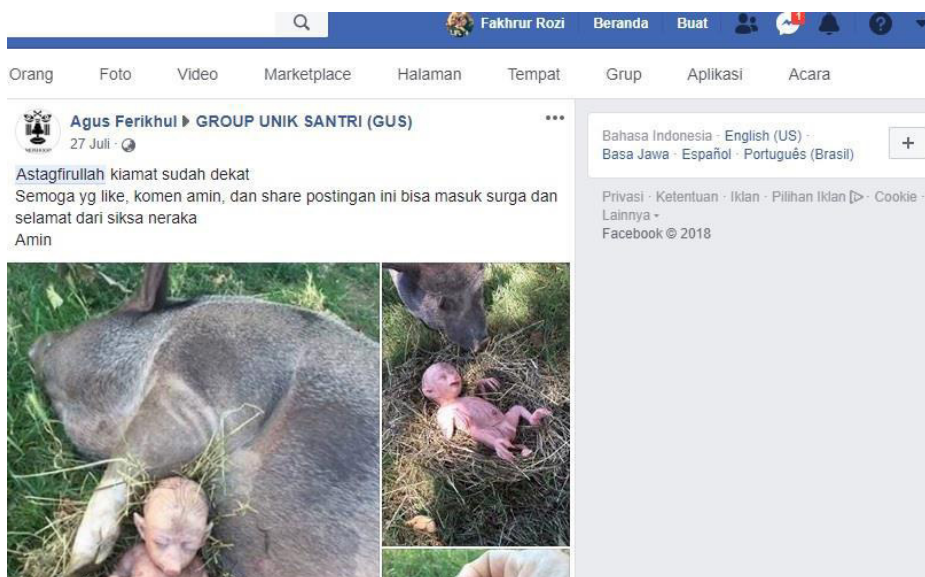 Fakhrur Rozi Beranda Buat
1
Orang Foto Video Marketplace Halaman Tempat Grup Aplikasi Acara
Agus Ferikhul ▶ GROUP UNIK SANTRI (GUS)
27 Juli ·
Astagfirullah kiamat sudah dekat
Semoga yg like, komen amin, dan share postingan ini bisa masuk surga dan
selamat dari siksa neraka
Amin
Bahasa Indonesia · English (US) ·
Basa Jawa · Español · Português (Brasil)
Privasi · Ketentuan · Iklan · Pilihan Iklan · Cookie ·
Lainnya
Facebook © 2018